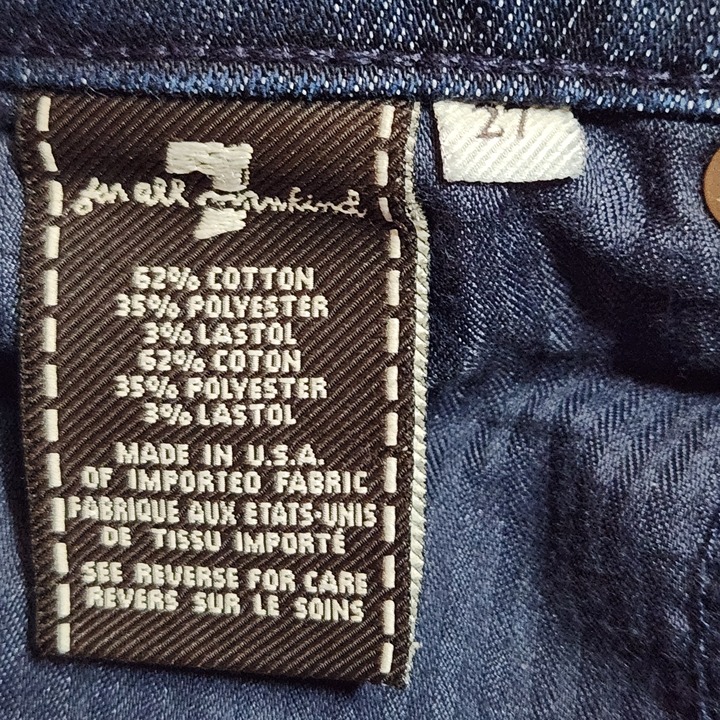 7
for all mankind
62% COTTON
35% POLYESTER
3% LASTOL
62% COTON
35% POLYESTER
3% LASTOL
MADE IN U.S.A.
OF IMPORTED FABRIC
FABRIQUE AUX ETATS-UNIS
DE TISSU IMPORTÉ
SEE REVERSE FOR CARE
REVERS SUR LE SOINS
27